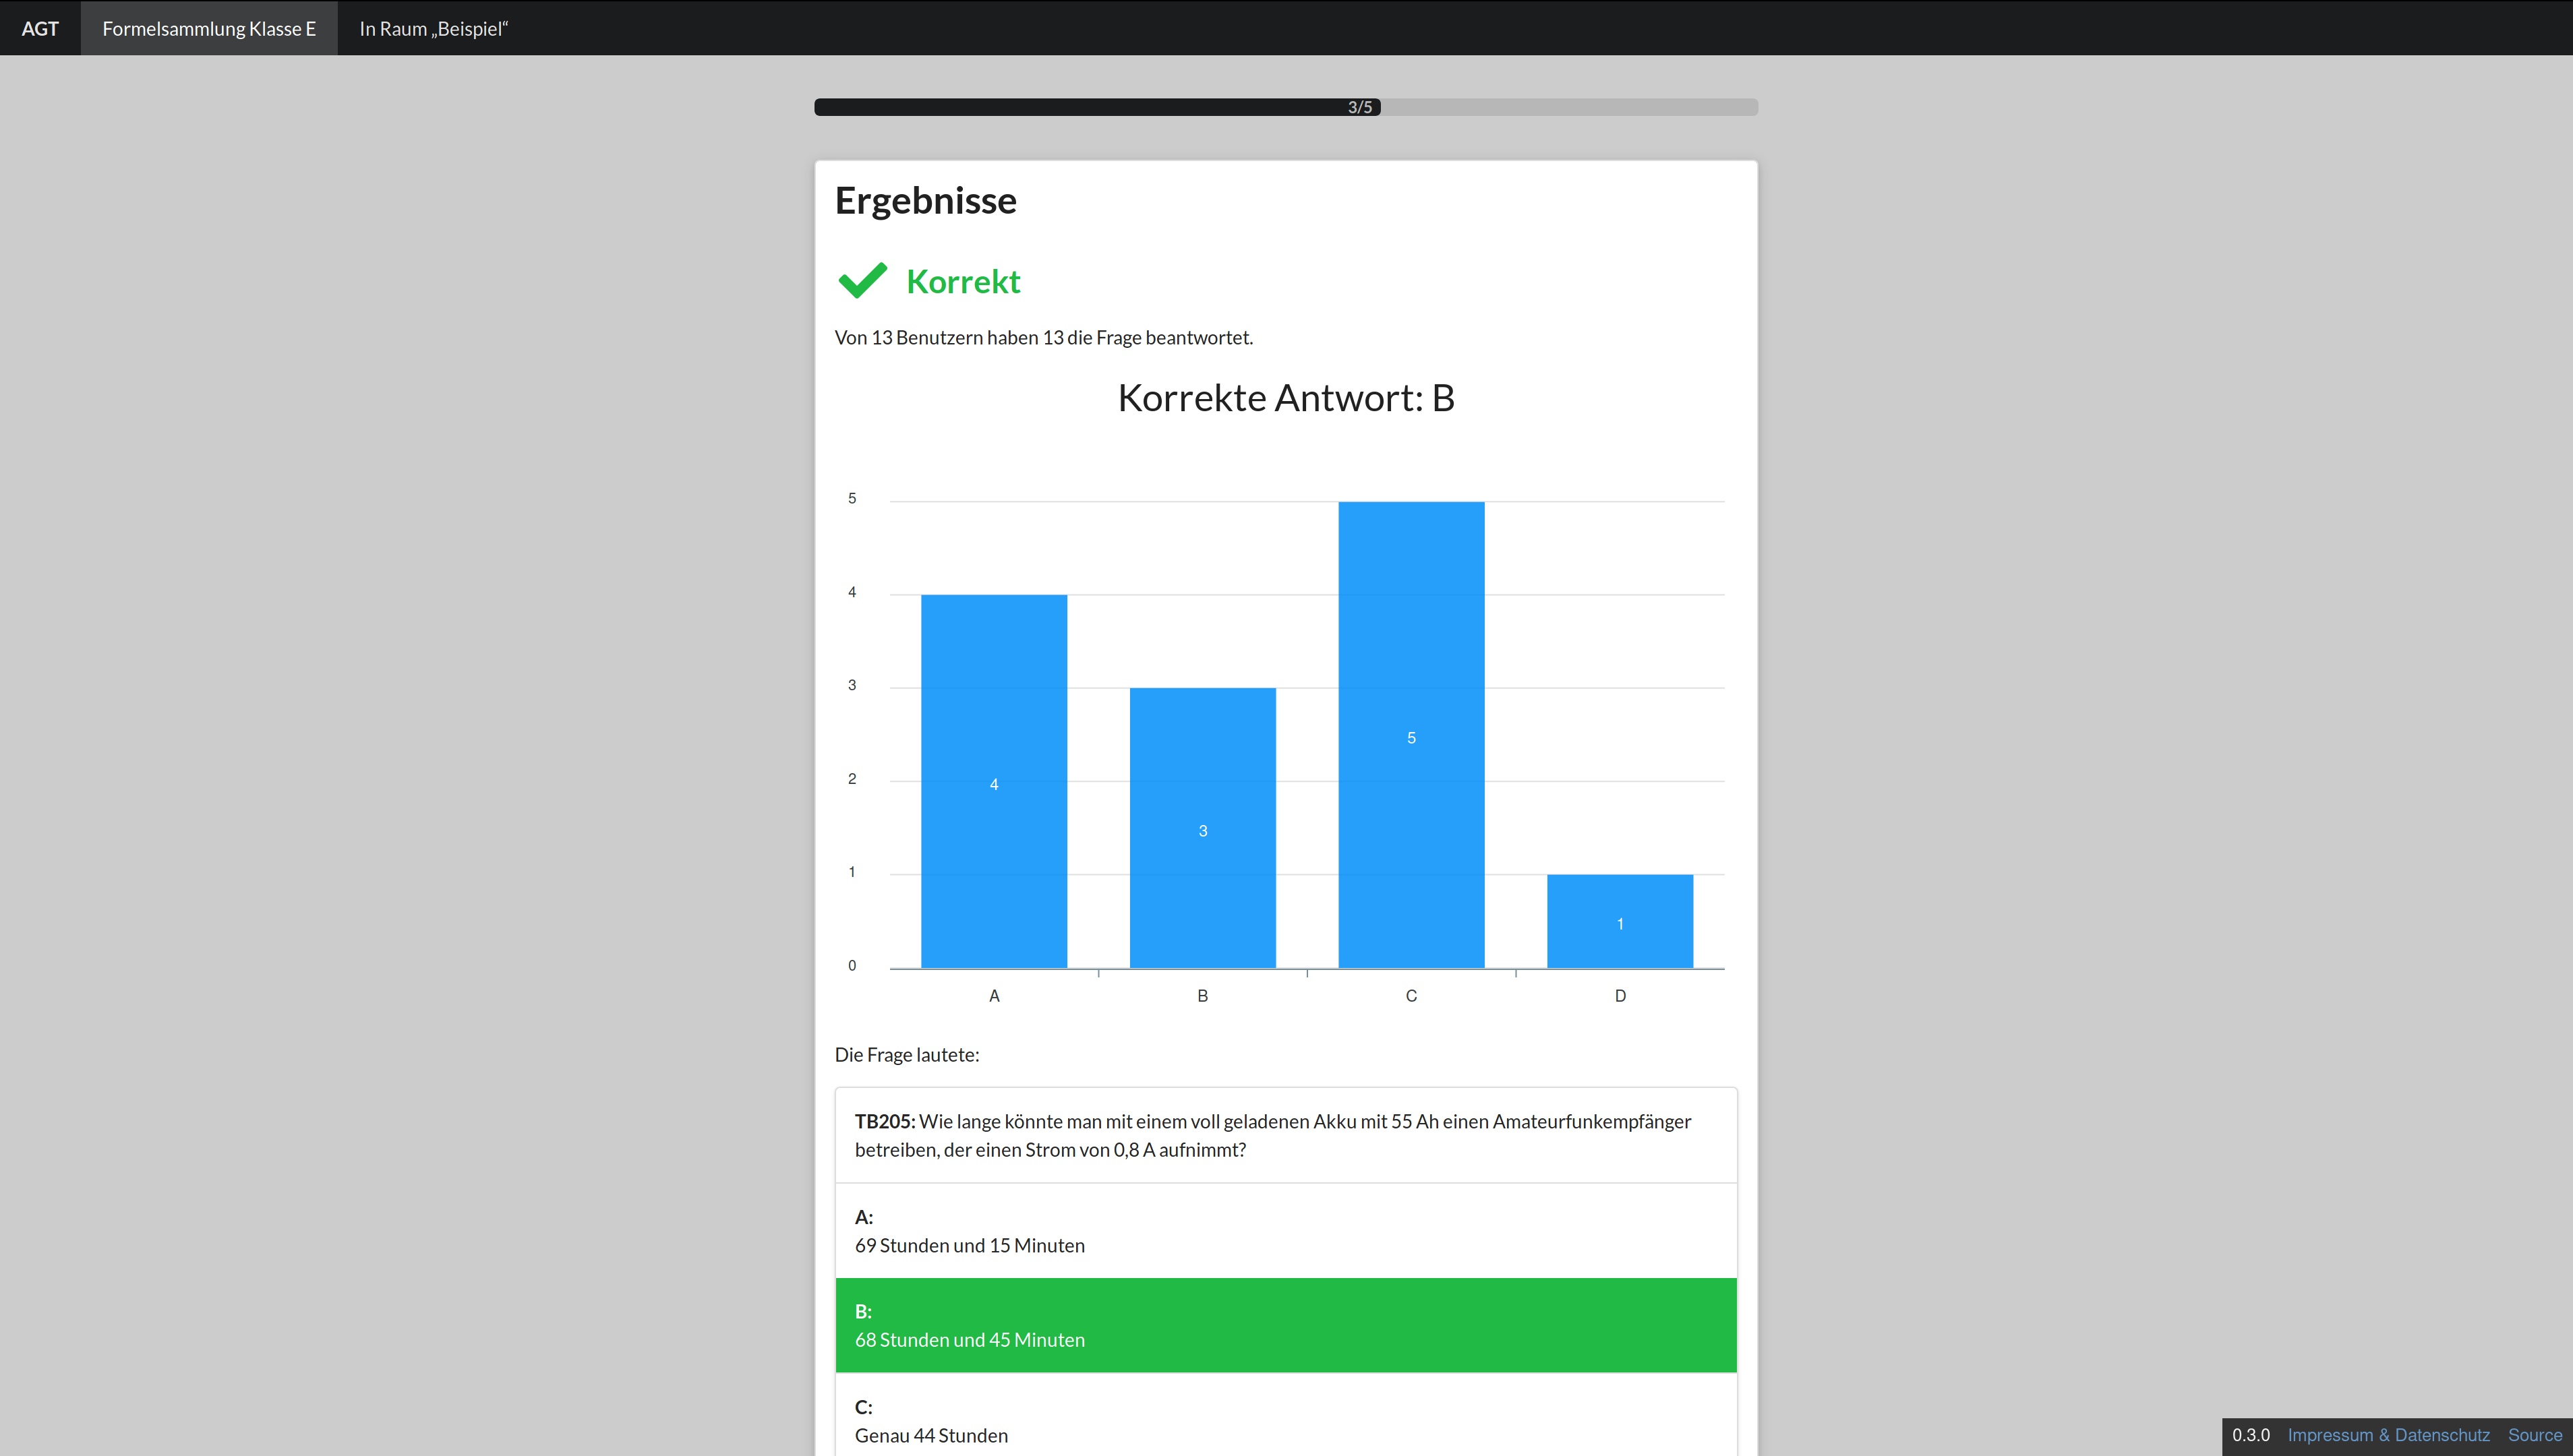 AGT Formelsammlung Klasse E In Raum „Beispiel“
3/5
Ergebnisse
Korrekt
Von 13 Benutzern haben 13 die Frage beantwortet.
Korrekte Antwort: B
5
4
3
2
1
0
4
3
5
1
A B C D
Die Frage lautete:
TB205: Wie lange könnte man mit einem voll geladenen Akku mit 55 Ah einen Amateurfunkempfänger
betreiben, der einen Strom von 0,8 A aufnimmt?
A:
69 Stunden und 15 Minuten
B:
68 Stunden und 45 Minuten
C:
Genau 44 Stunden
0.3.0 Impressum & Datenschutz Source